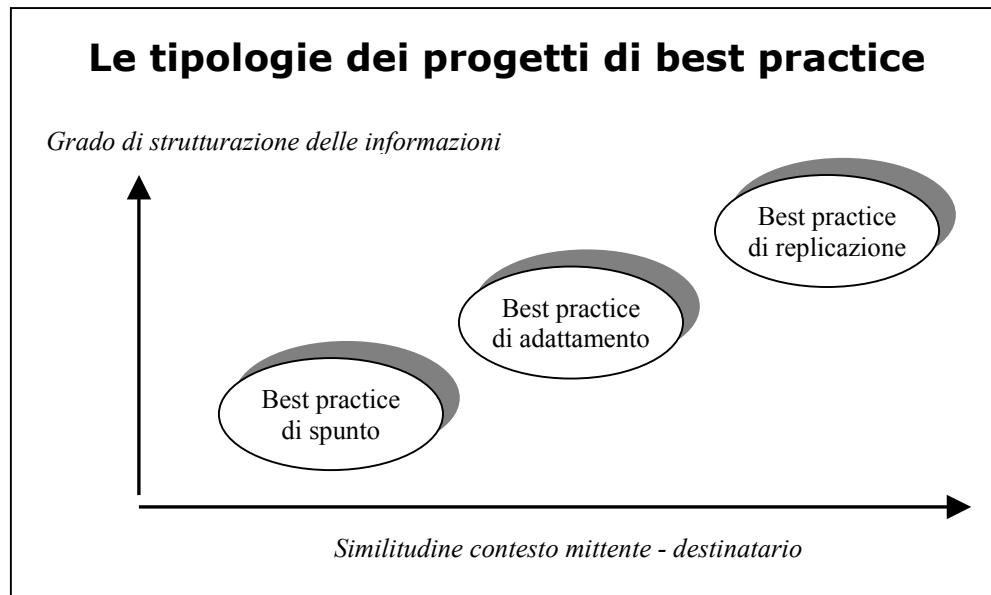 Le tipologie dei progetti di best practice
Grado di strutturazione delle informazioni
Best practice
di replicazione
Best practice
di adattamento
Best practice
di spunto
Similitudine contesto mittente - destinatario